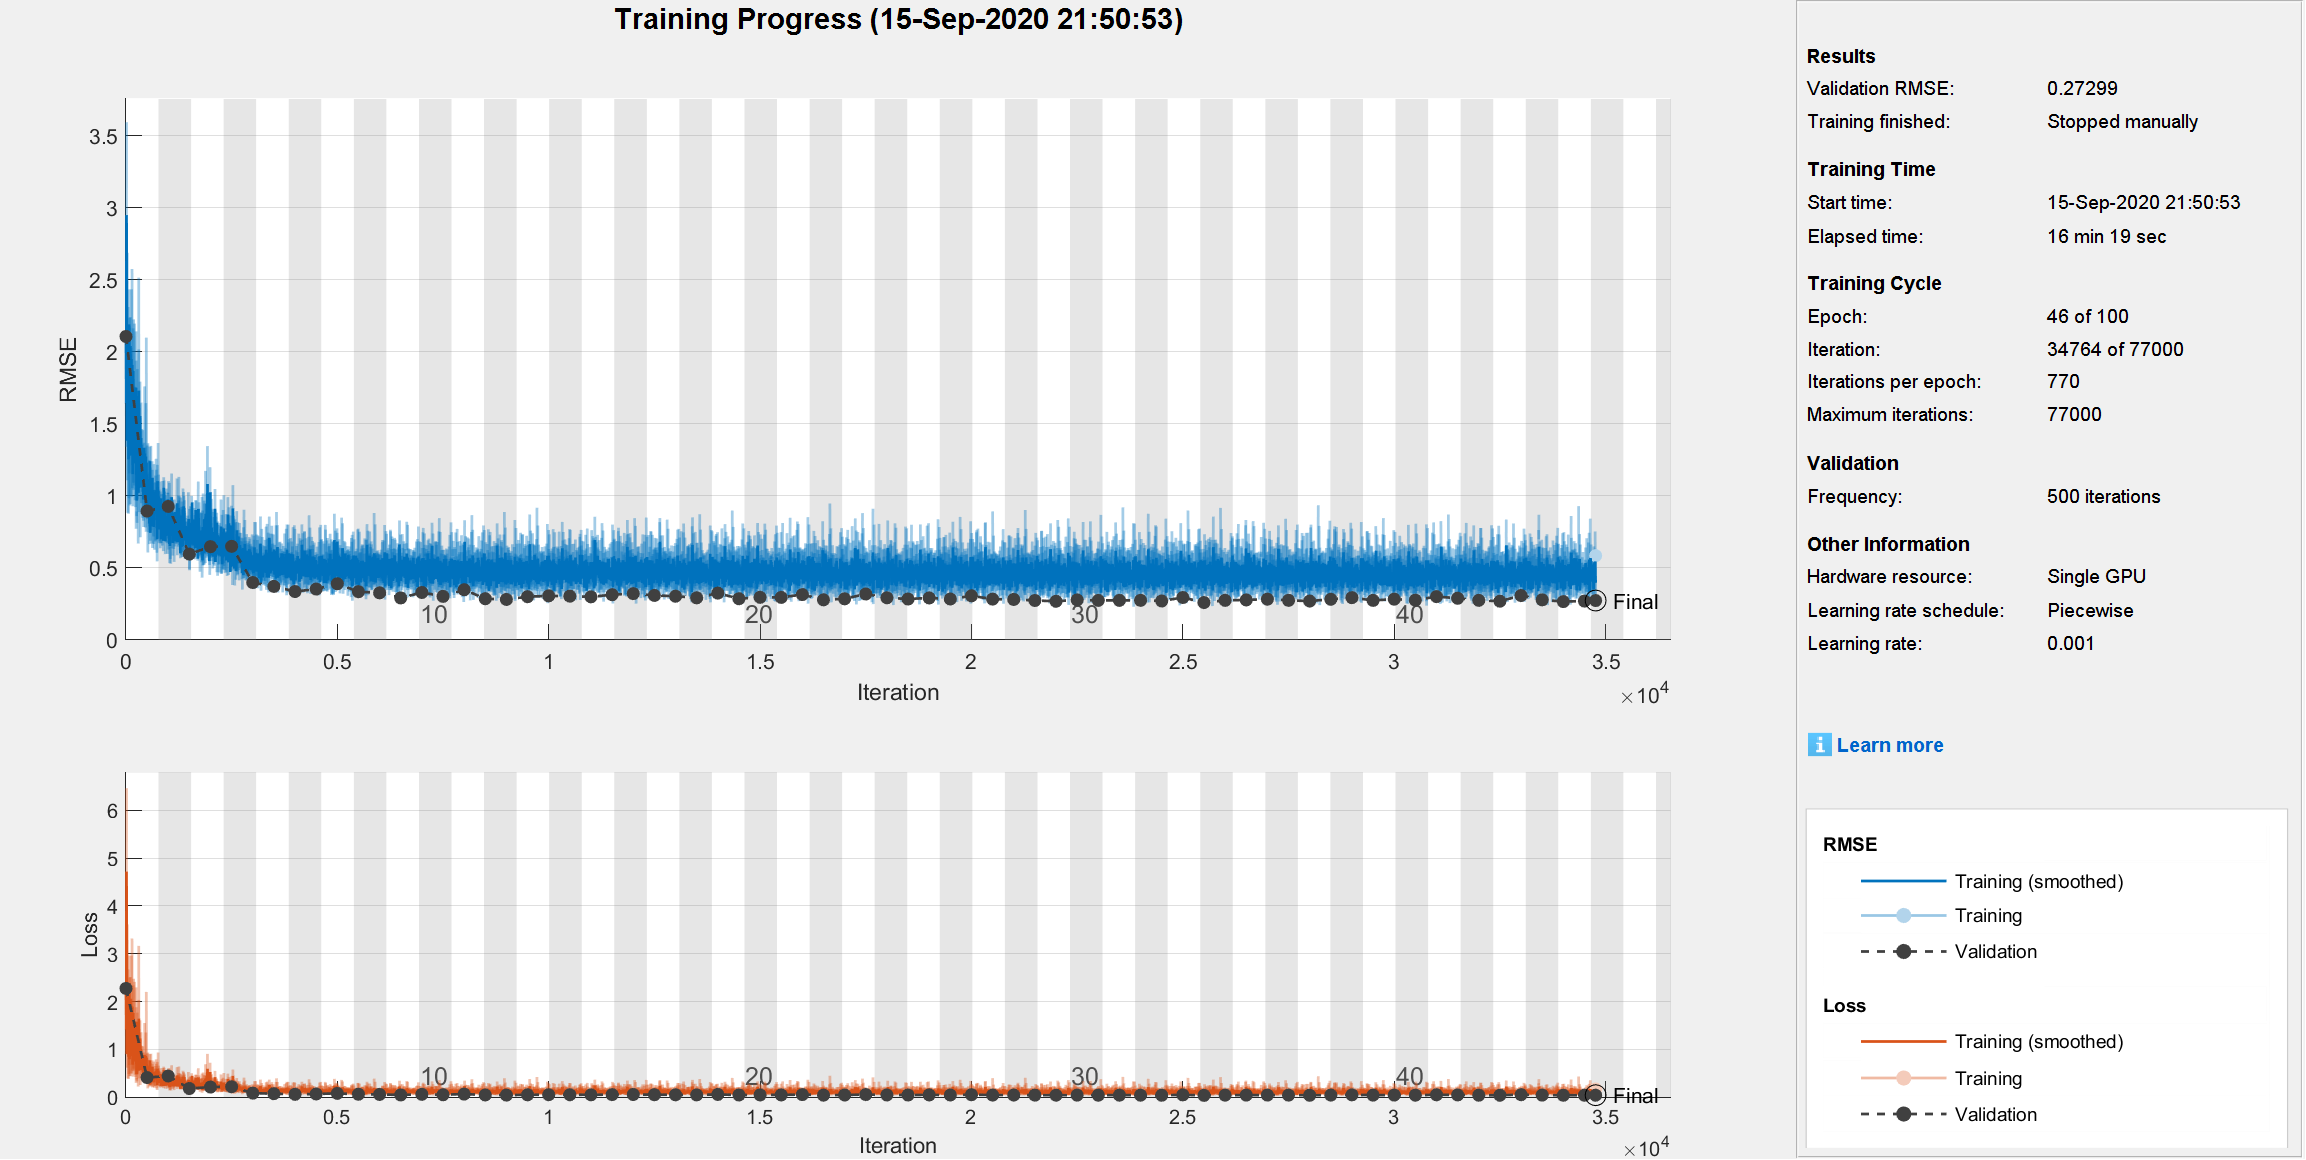 Training Progress (15-Sep-2020 21:50:53)
3.5
3
2.5
2
1.5
1
0.5
0
RMSE
10
20
30
40
Final
0 0.5 1 1.5 2 2.5 3 3.5
Iteration
×10^4
6
5
4
3
2
1
0
Loss
10
20
30
40
Final
0 0.5 1 1.5 2 2.5 3 3.5
Iteration
×10^4
Results
Validation RMSE: 0.27299
Training finished: Stopped manually
Training Time
Start time: 15-Sep-2020 21:50:53
Elapsed time: 16 min 19 sec
Training Cycle
Epoch: 46 of 100
Iteration: 34764 of 77000
Iterations per epoch: 770
Maximum iterations: 77000
Validation
Frequency: 500 iterations
Other Information
Hardware resource: Single GPU
Learning rate schedule: Piecewise
Learning rate: 0.001
i Learn more
RMSE
Training (smoothed)
Training
Validation
Loss
Training (smoothed)
Training
Validation